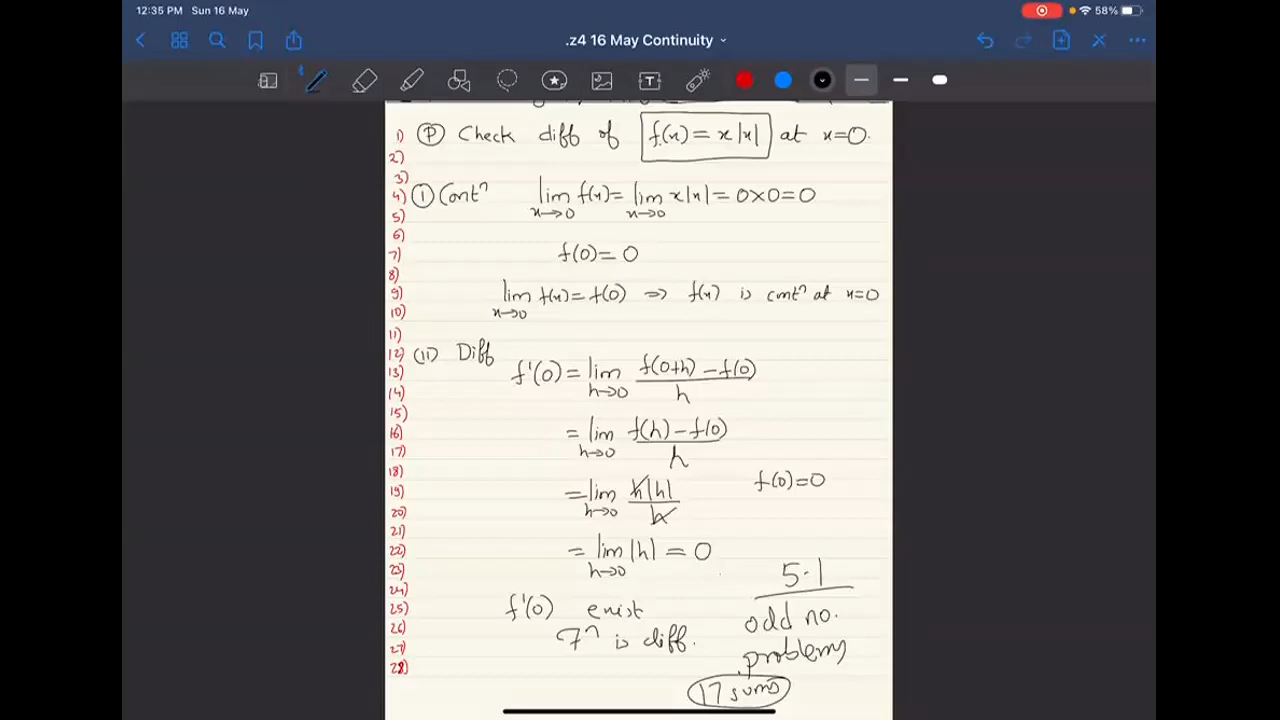 12:35 PM Sun 16 May
58%
.z4 16 May Continuity
1) Ⓟ Check diff of f(x) = x|x| at x=0.
2)
3)
4) ① Contⁿ lim x→0 f(x) = lim x→0 x|x| = 0×0 = 0
5)
6)
7) f(0) = 0
8)
9) lim x→0 f(x) = f(0) ⇒ f(x) is contⁿ at x=0
10)
11)
12) (ii) Diff
13) f'(0) = lim h→0 f(0+h) - f(0) / h
14)
15)
16) = lim h→0 f(h) - f(0) / h
17)
18) f(0)=0
19) = lim h→0 h|h| / h
20)
21)
22) = lim h→0 |h| = 0
23) 5.1
24)
25) f'(0) exist odd no.
26) Fⁿ is diff.
27) problems
28) 17 sums